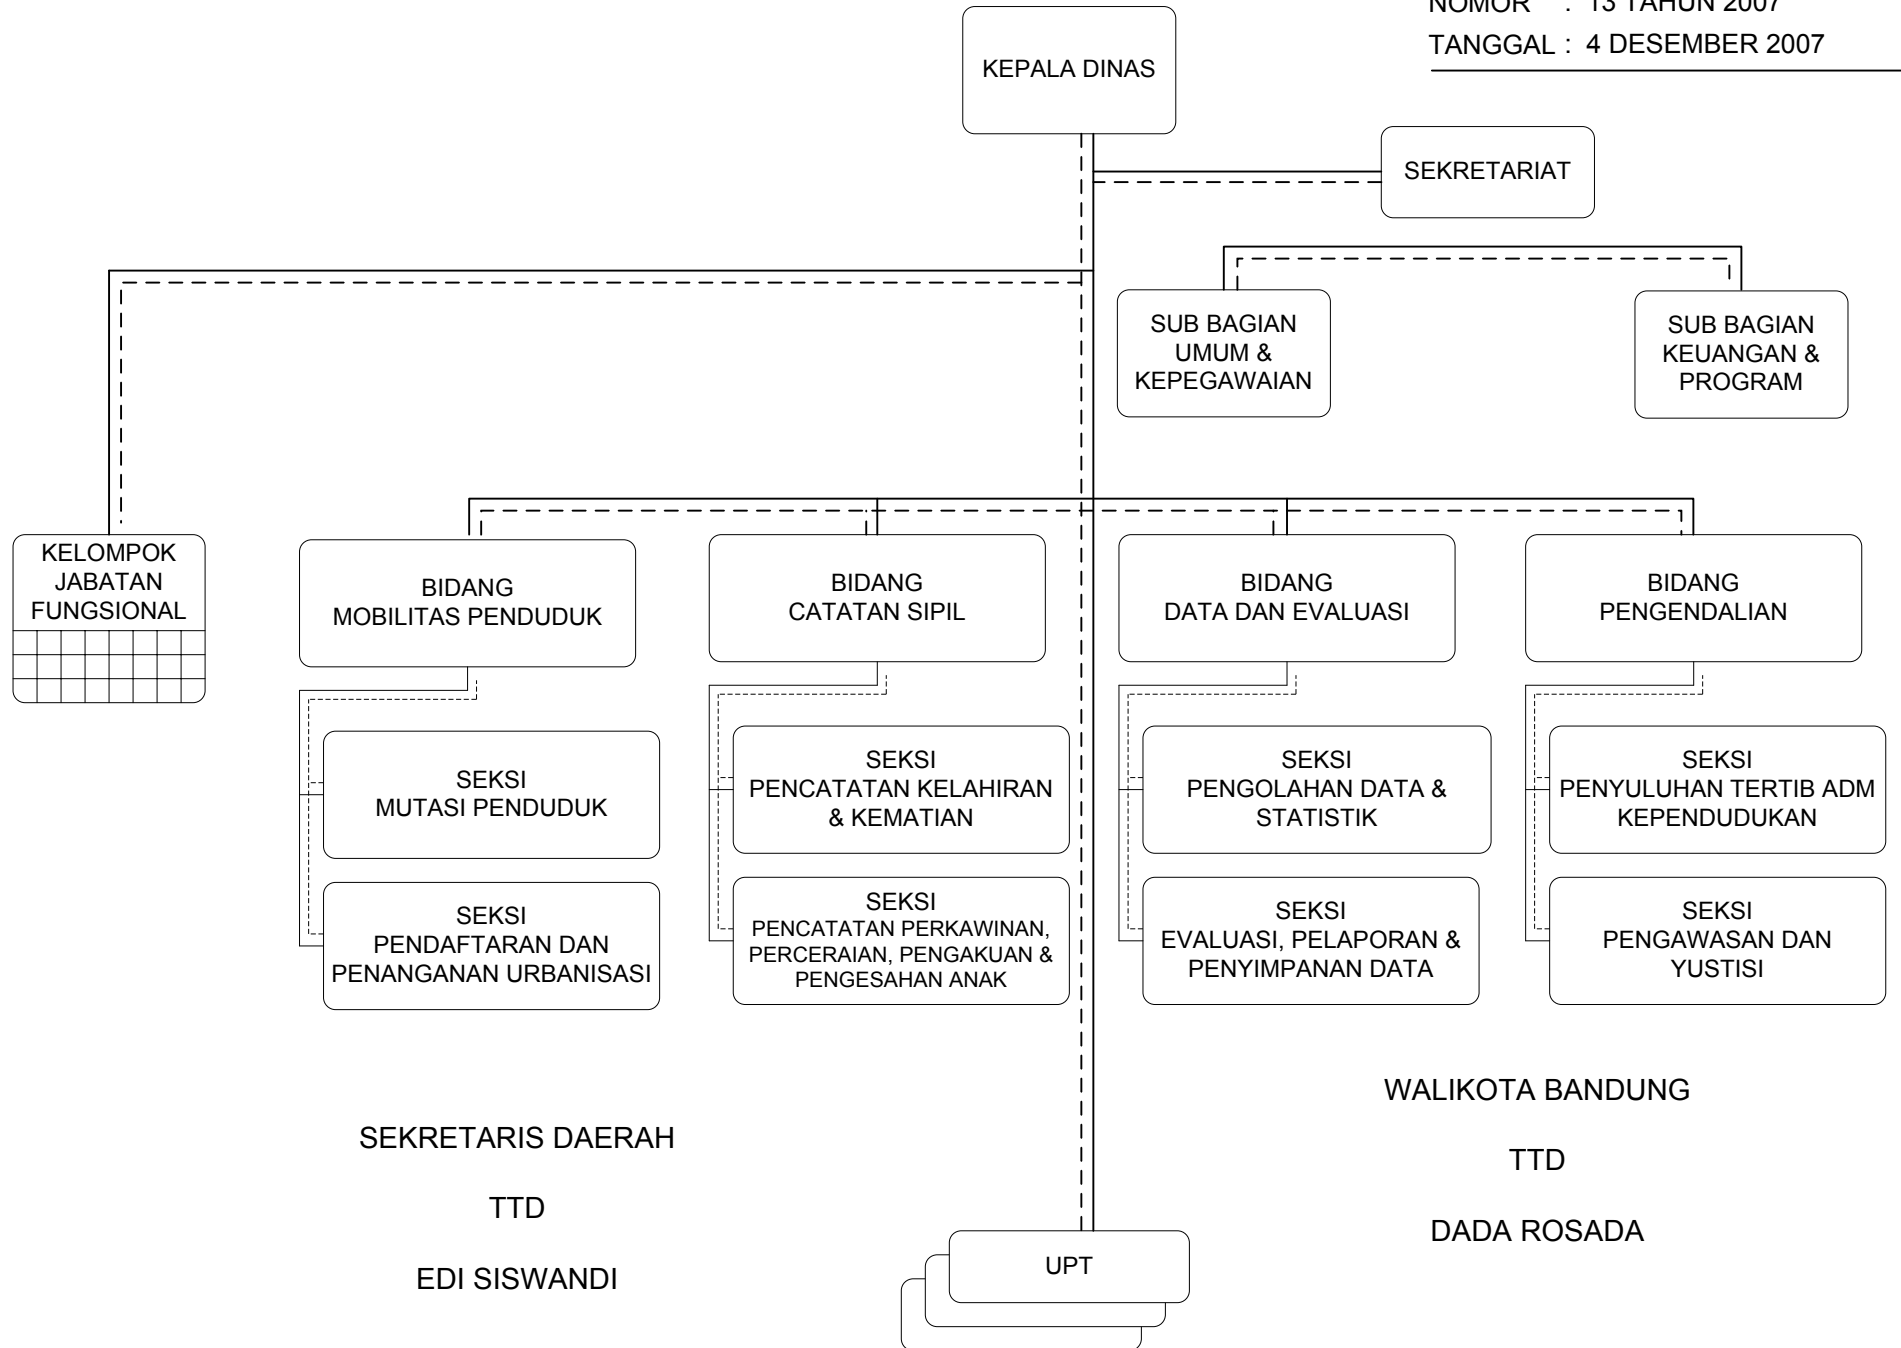 NOMOR : 13 TAHUN 2007
TANGGAL : 4 DESEMBER 2007
KEPALA DINAS
SEKRETARIAT
SUB BAGIAN
UMUM &
KEPEGAWAIAN
SUB BAGIAN
KEUANGAN &
PROGRAM
KELOMPOK
JABATAN
FUNGSIONAL
BIDANG
MOBILITAS PENDUDUK
BIDANG
CATATAN SIPIL
BIDANG
DATA DAN EVALUASI
BIDANG
PENGENDALIAN
SEKSI
MUTASI PENDUDUK
SEKSI
PENCATATAN KELAHIRAN
& KEMATIAN
SEKSI
PENGOLAHAN DATA &
STATISTIK
SEKSI
PENYULUHAN TERTIB ADM
KEPENDUDUKAN
SEKSI
PENDAFTARAN DAN
PENANGANAN URBANISASI
SEKSI
PENCATATAN PERKAWINAN,
PERCERAIAN, PENGAKUAN &
PENGESAHAN ANAK
SEKSI
EVALUASI, PELAPORAN &
PENYIMPANAN DATA
SEKSI
PENGAWASAN DAN
YUSTISI
SEKRETARIS DAERAH
TTD
EDI SISWANDI
WALIKOTA BANDUNG
TTD
DADA ROSADA
UPT